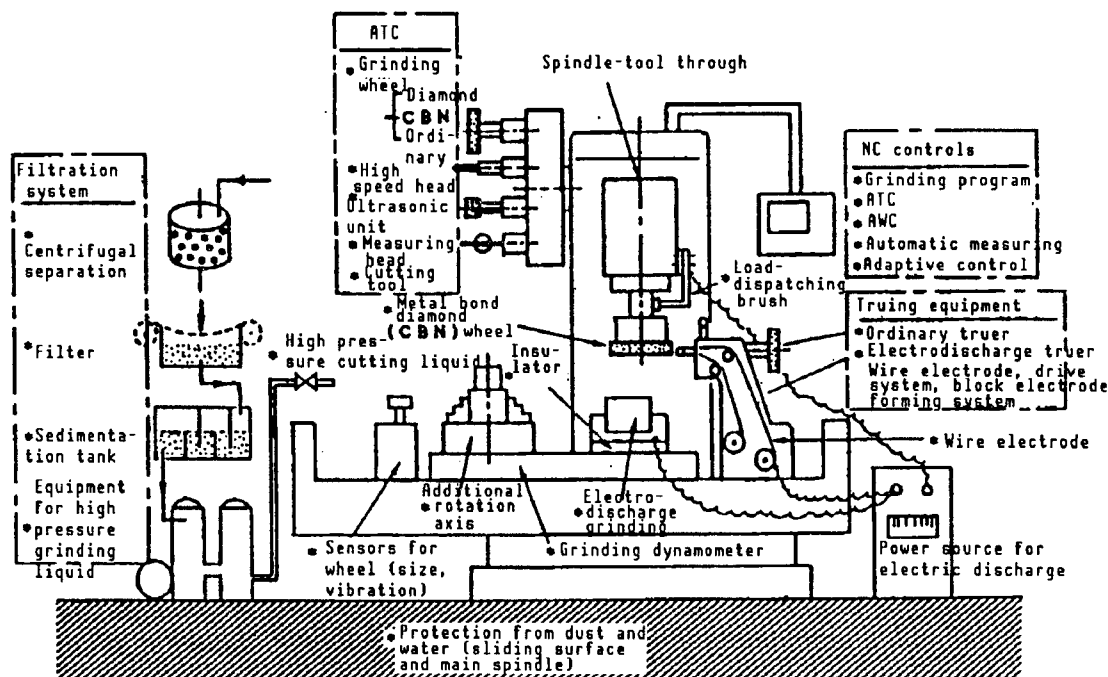 ATC
* Grinding
wheel
Diamond
CBN
Ordi-
nary
* High
speed head
* Ultrasonic
unit
* Measuring
head
* Cutting
tool
Spindle-tool through
NC controls
* Grinding program
* ATC
* AWC
* Automatic measuring
* Adaptive control
Filtration
system
*
Centrifugal
separation
* Filter
* Sedimenta-
tion tank
Equipment
for high
* pressure
grinding
liquid
* Load-
dispatching
brush
* Metal bond
diamond
(CBN) wheel
* High pres-
sure cutting liquid
Insu-
* lator
Truing equipment
* Ordinary truer
* Electrodischarge truer
Wire electrode, drive
system, block electrode
forming system
* Wire electrode
Additional
* rotation
axis
Electro-
* discharge
grinding
* Sensors for
wheel (size,
vibration)
* Grinding dynamometer
Power source for
electric discharge
* Protection from dust and
water (sliding surface
and main spindle)